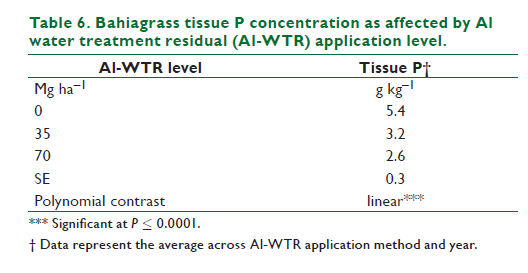 Table 6. Bahiagrass tissue P concentration as affected by Al
water treatment residual (Al-WTR) application level.
Al-WTR level Tissue P†
Mg ha⁻¹ g kg⁻¹
0 5.4
35 3.2
70 2.6
SE 0.3
Polynomial contrast linear***
*** Significant at P ≤ 0.0001.
† Data represent the average across Al-WTR application method and year.